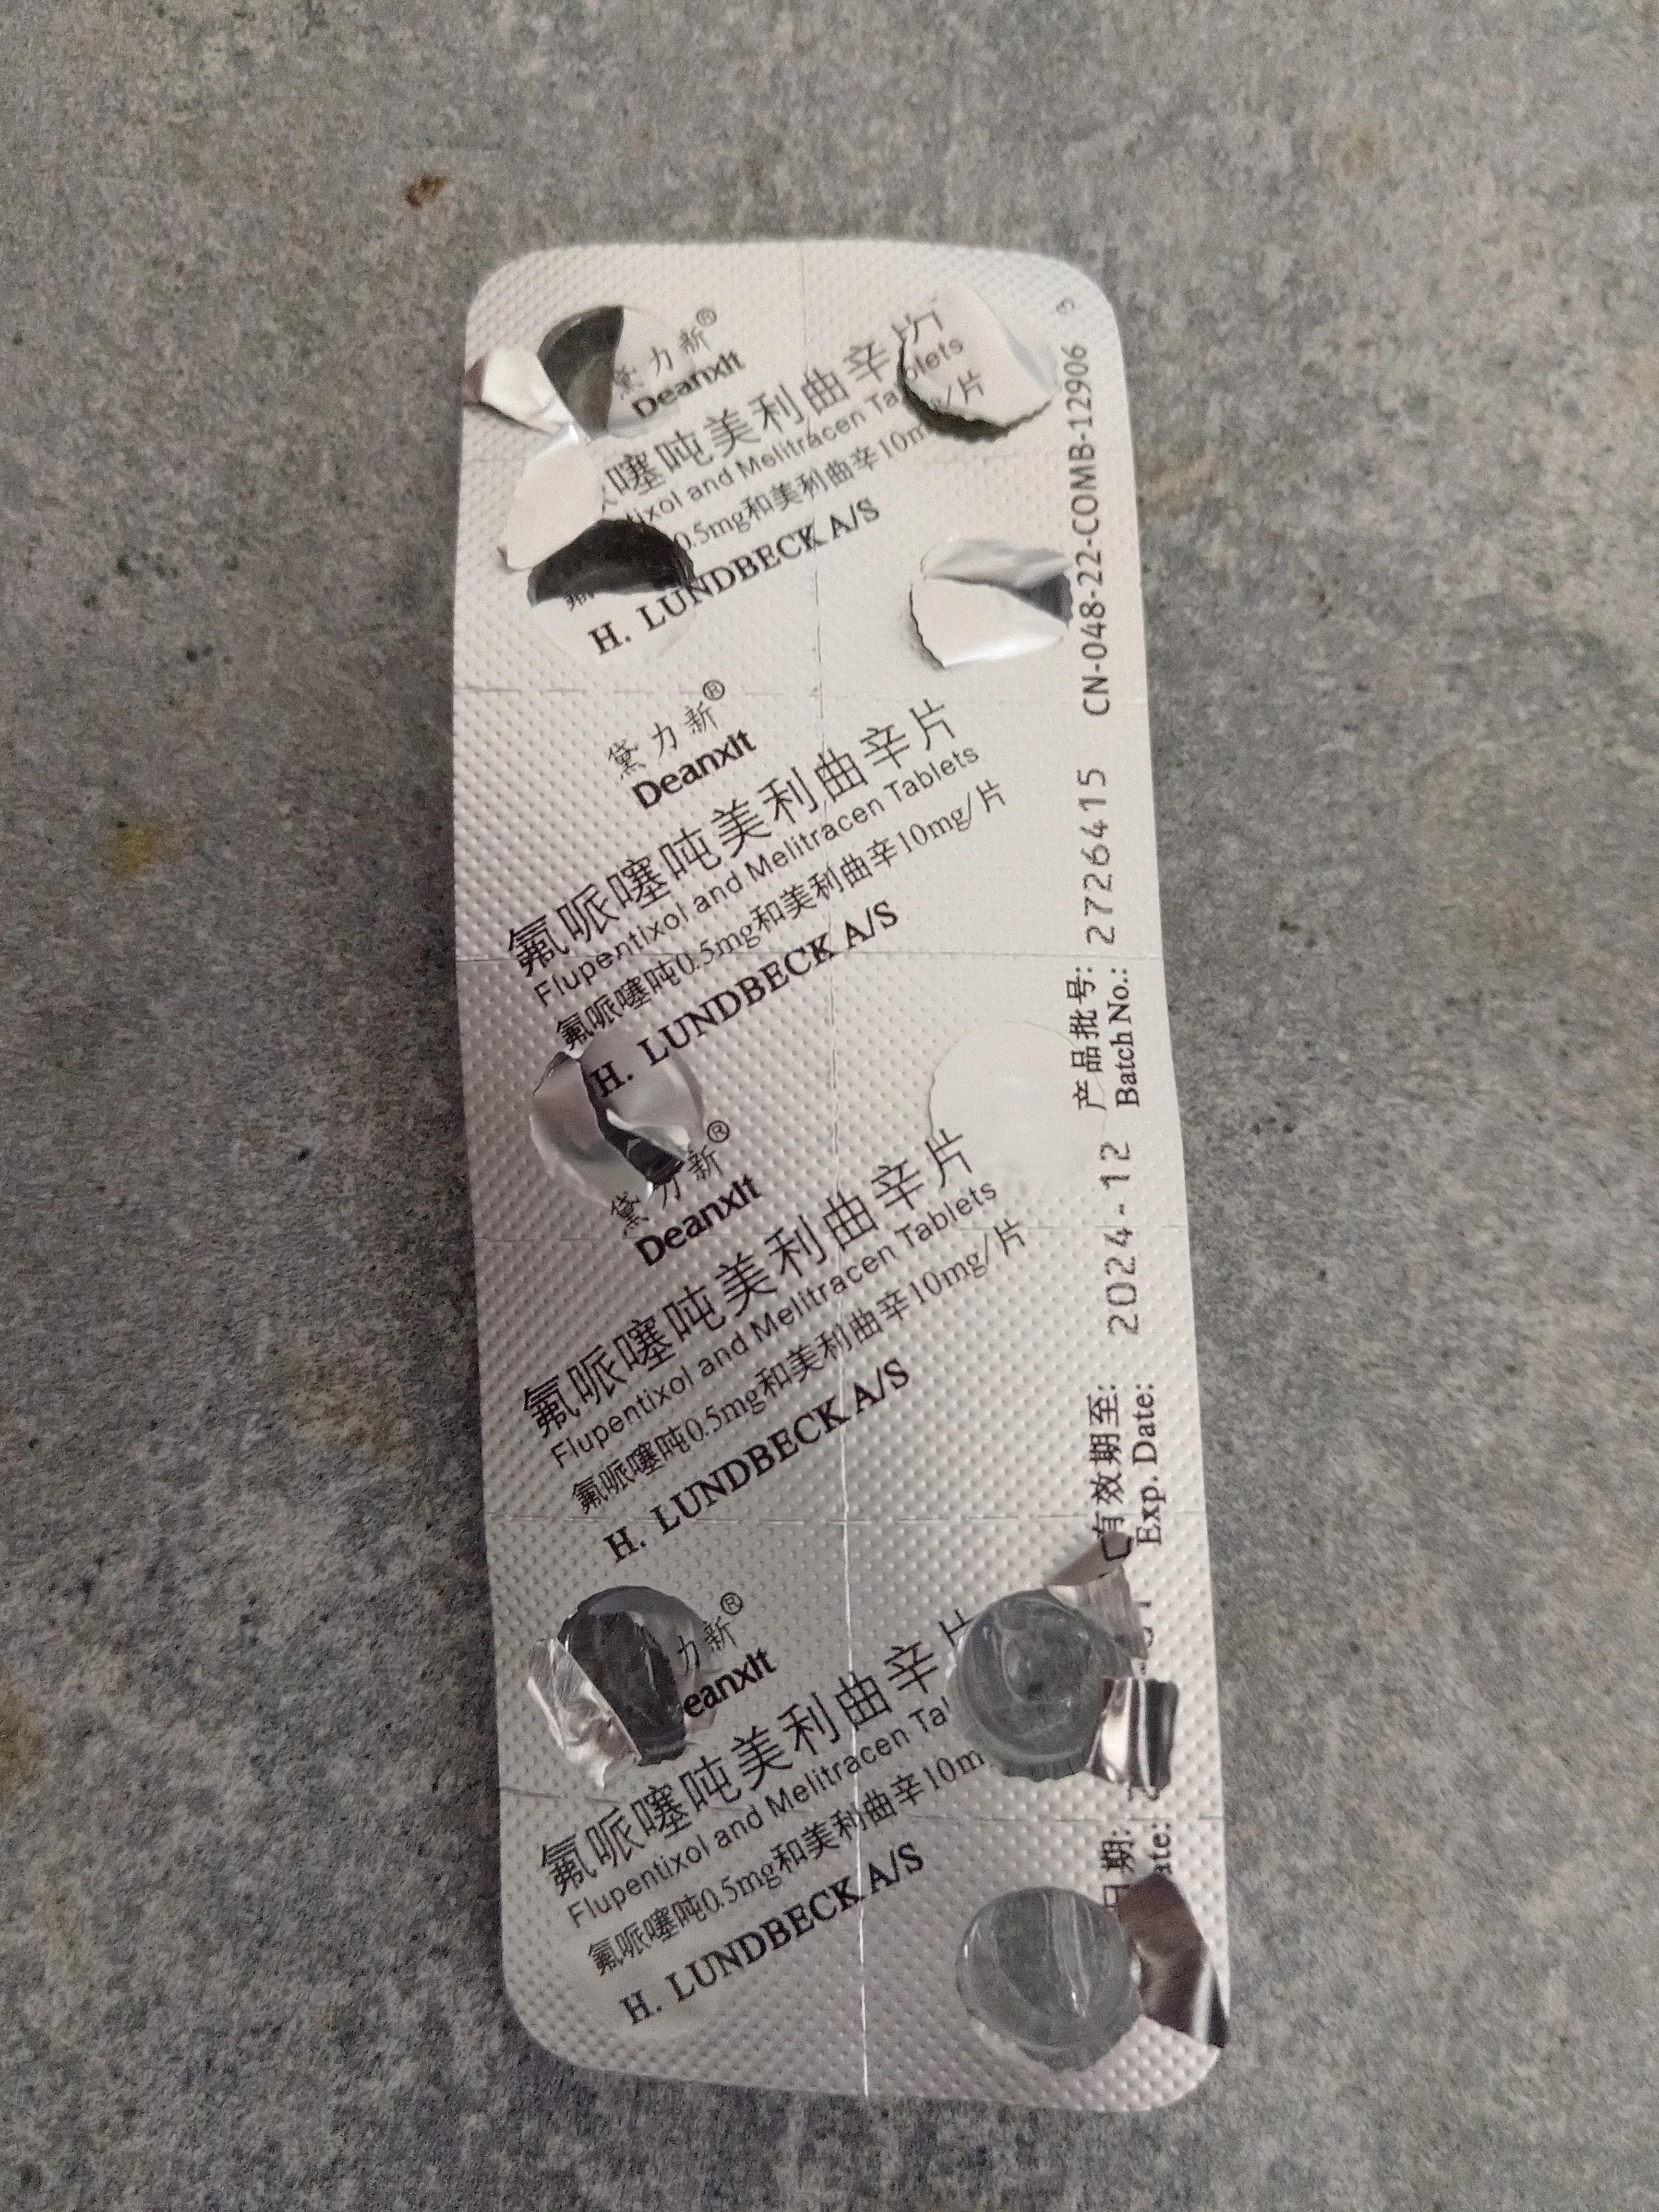 黛力新®
Deanxit
噻吨美利曲辛片
and Melitracen Tablets
0.5mg和美利曲辛10mg/片
H. LUNDBECK A/S
黛力新®
Deanxit
氟哌噻吨美利曲辛片
Flupentixol and Melitracen Tablets
氟哌噻吨0.5mg和美利曲辛10mg/片
H. LUNDBECK A/S
黛力新®
Deanxit
氟哌噻吨美利曲辛片
Flupentixol and Melitracen Tablets
氟哌噻吨0.5mg和美利曲辛10mg/片
H. LUNDBECK A/S
力新®
eanxit
氟哌噻吨美利曲辛片
Flupentixol and Melitracen Ta
氟哌噻吨0.5mg和美利曲辛10m
H. LUNDBECK A/S
日期:
ate:
有效期至: 2024-12
Exp. Date:
产品批号: 2726415
Batch No.:
CN-048-22-COMB-12906